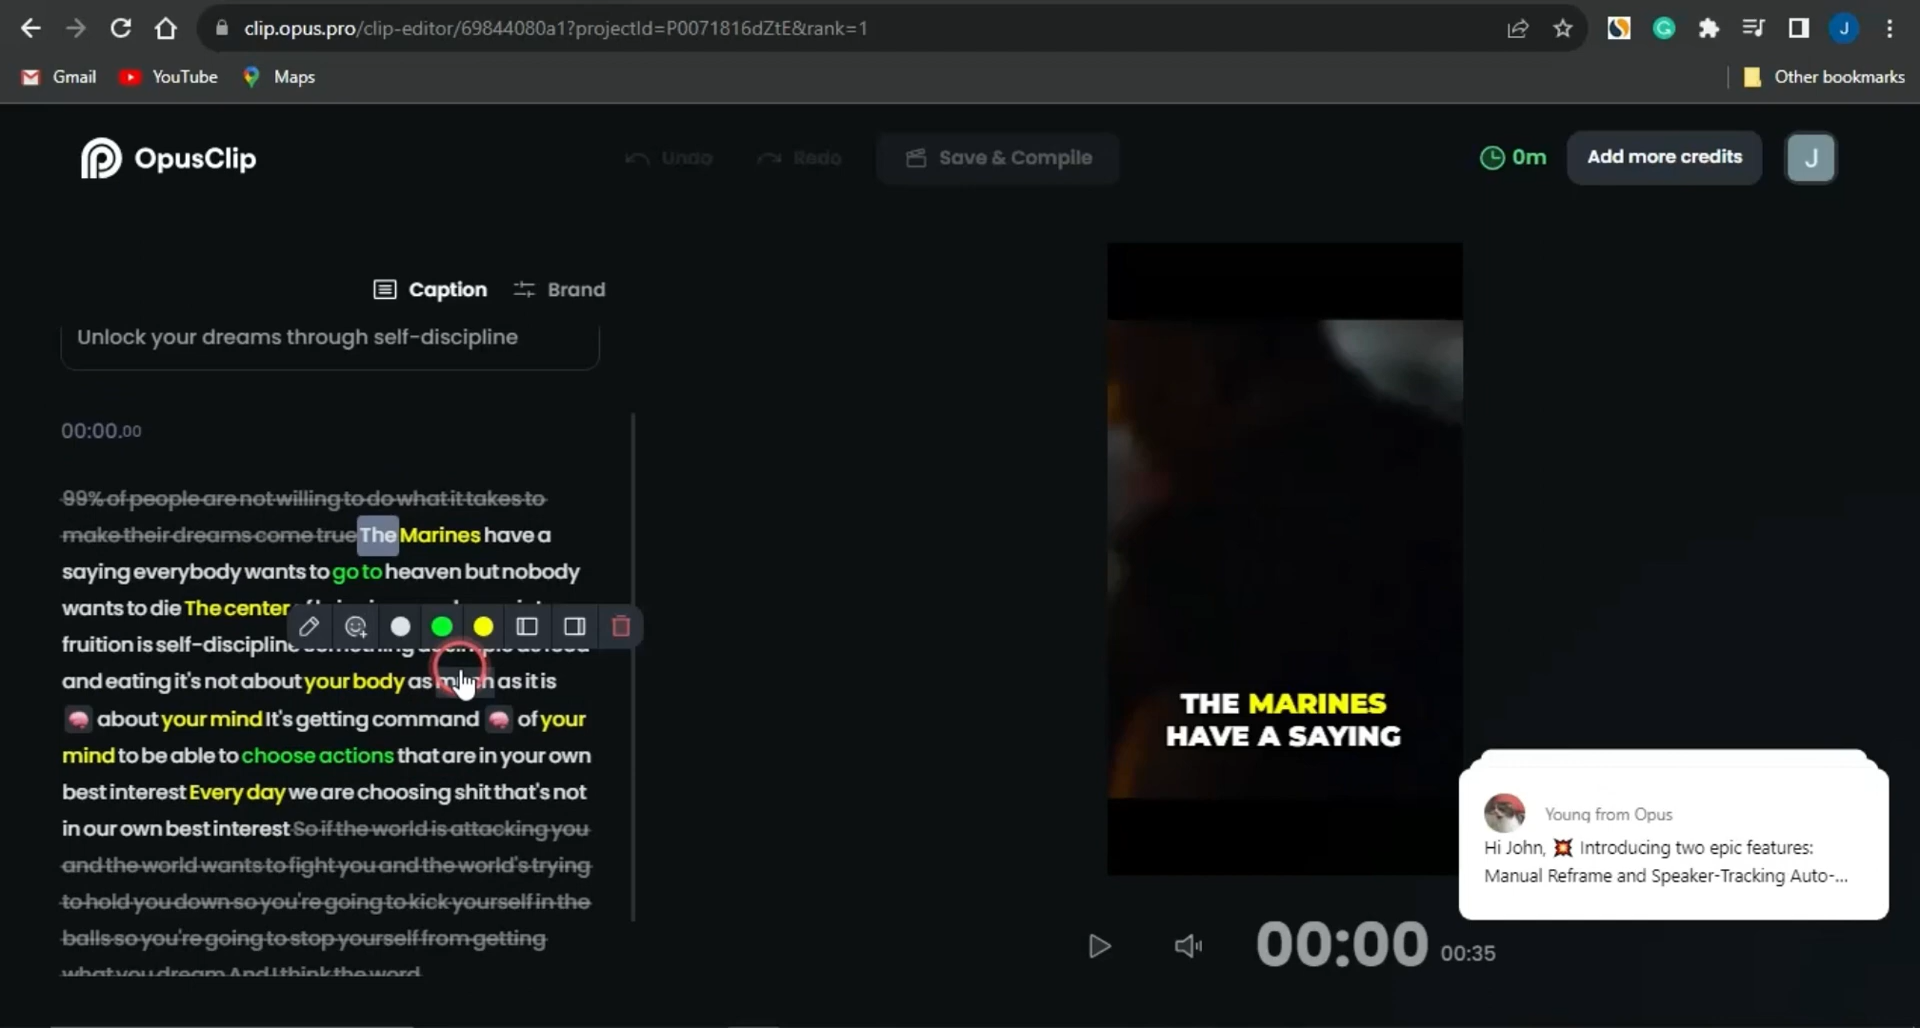 clip.opus.pro/clip-editor/69844080a1?projectId=P0071816dZtE&rank=1
J
Gmail YouTube Maps
Other bookmarks
OpusClip
Undo Redo Save & Compile
0m Add more credits J
Caption Brand
Unlock your dreams through self-discipline
00:00.00
99% of people are not willing to do what it takes to
make their dreams come true The Marines have a
saying everybody wants to go to heaven but nobody
wants to die The center
fruition is self-discipline
and eating it's not about your body as much as it is
about your mind It's getting command of your
mind to be able to choose actions that are in your own
best interest Every day we are choosing shit that's not
in our own best interest So if the world is attacking you
and the world wants to fight you and the world's trying
to hold you down so you're going to kick yourself in the
balls so you're going to stop yourself from getting
what you dream And I think the word
THE MARINES
HAVE A SAYING
00:00 00:35
Young from Opus
Hi John, 💥 Introducing two epic features:
Manual Reframe and Speaker-Tracking Auto-...